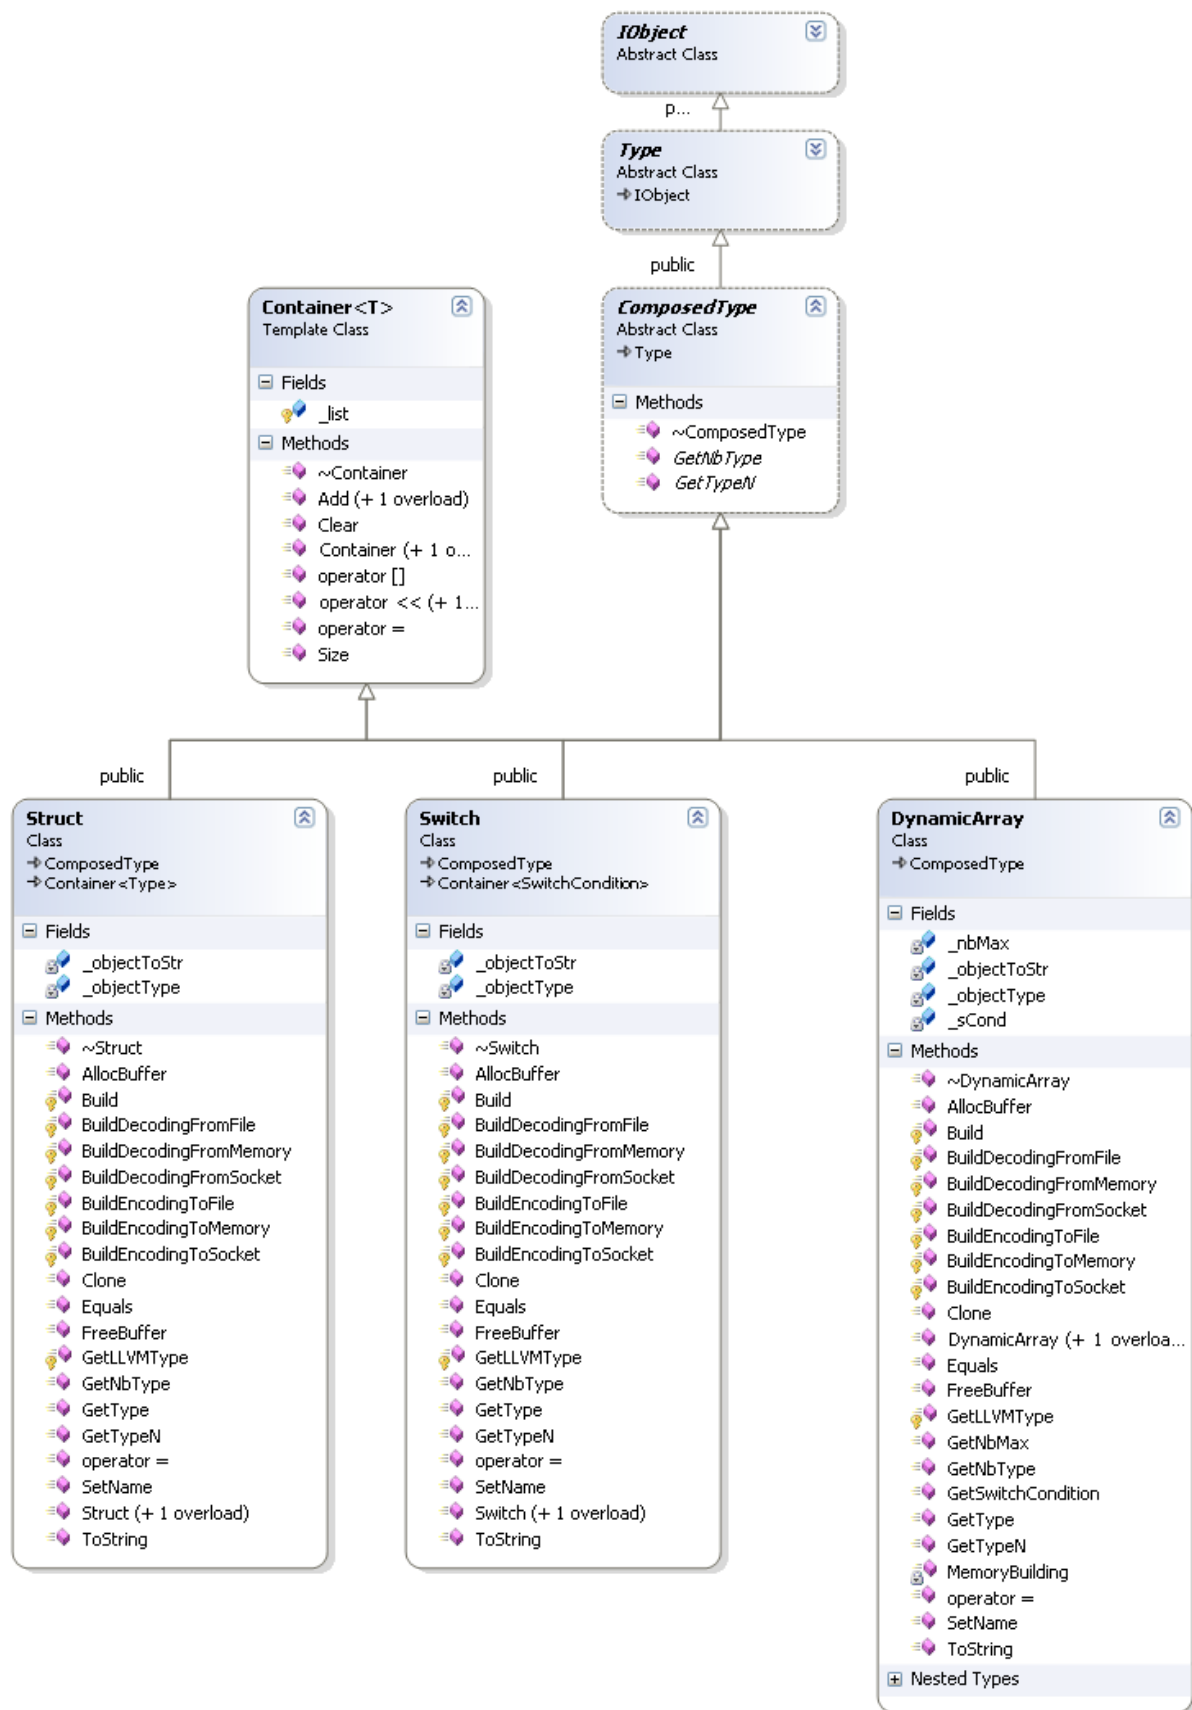 IObject
Abstract Class
p...
Type
Abstract Class
IObject
public
Container<T>
Template Class
Fields
_list
Methods
~Container
Add (+ 1 overload)
Clear
Container (+ 1 o...
operator []
operator << (+ 1...
operator =
Size
ComposedType
Abstract Class
Type
Methods
~ComposedType
GetNbType
GetTypeN
public
Struct
Class
ComposedType
Container<Type>
Fields
_objectToStr
_objectType
Methods
~Struct
AllocBuffer
Build
BuildDecodingFromFile
BuildDecodingFromMemory
BuildDecodingFromSocket
BuildEncodingToFile
BuildEncodingToMemory
BuildEncodingToSocket
Clone
Equals
FreeBuffer
GetLLVMType
GetNbType
GetType
GetTypeN
operator =
SetName
Struct (+ 1 overload)
ToString
public
Switch
Class
ComposedType
Container<SwitchCondition>
Fields
_objectToStr
_objectType
Methods
~Switch
AllocBuffer
Build
BuildDecodingFromFile
BuildDecodingFromMemory
BuildDecodingFromSocket
BuildEncodingToFile
BuildEncodingToMemory
BuildEncodingToSocket
Clone
Equals
FreeBuffer
GetLLVMType
GetNbType
GetType
GetTypeN
operator =
SetName
Switch (+ 1 overload)
ToString
public
DynamicArray
Class
ComposedType
Fields
_nbMax
_objectToStr
_objectType
_sCond
Methods
~DynamicArray
AllocBuffer
Build
BuildDecodingFromFile
BuildDecodingFromMemory
BuildDecodingFromSocket
BuildEncodingToFile
BuildEncodingToMemory
BuildEncodingToSocket
Clone
DynamicArray (+ 1 overloa...
Equals
FreeBuffer
GetLLVMType
GetNbMax
GetNbType
GetSwitchCondition
GetType
GetTypeN
MemoryBuilding
operator =
SetName
ToString
Nested Types